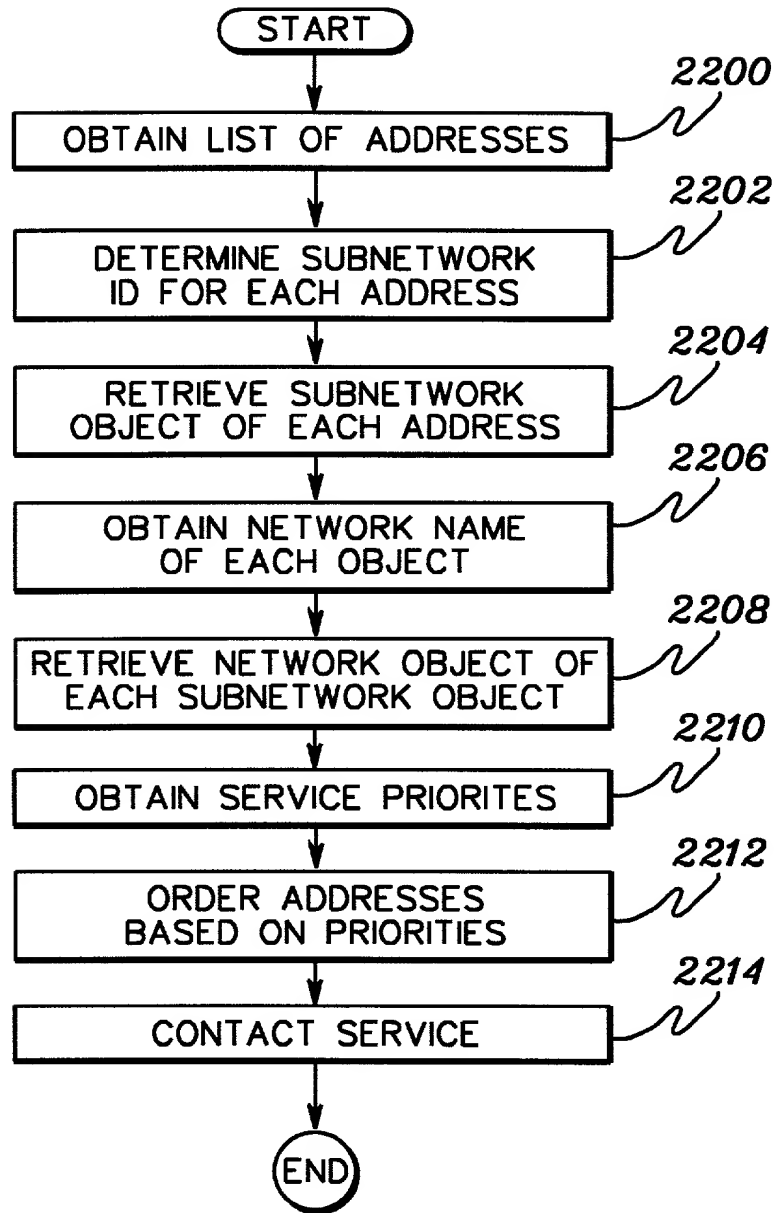 START
2200
OBTAIN LIST OF ADDRESSES
2202
DETERMINE SUBNETWORK
ID FOR EACH ADDRESS
2204
RETRIEVE SUBNETWORK
OBJECT OF EACH ADDRESS
2206
OBTAIN NETWORK NAME
OF EACH OBJECT
2208
RETRIEVE NETWORK OBJECT OF
EACH SUBNETWORK OBJECT
2210
OBTAIN SERVICE PRIORITES
2212
ORDER ADDRESSES
BASED ON PRIORITIES
2214
CONTACT SERVICE
END